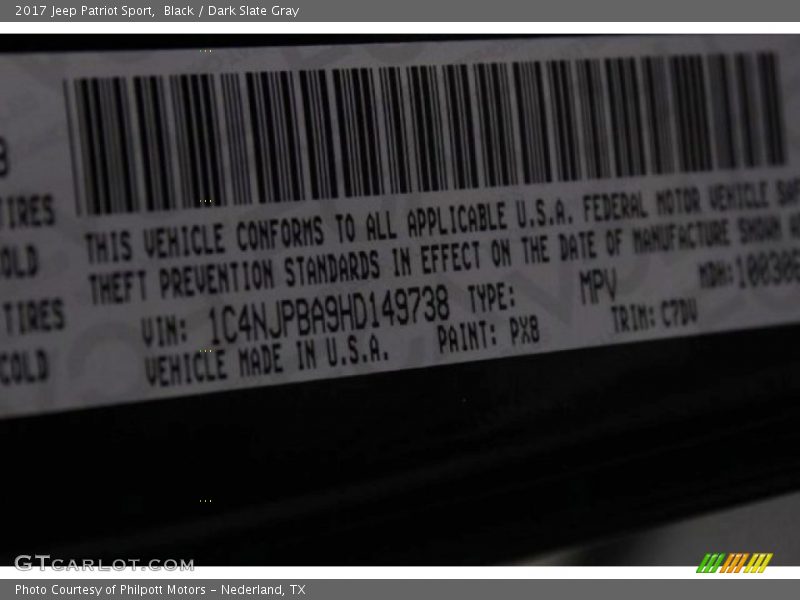 2017 Jeep Patriot Sport,  Black / Dark Slate Gray
TIRES
OLD
TIRES
COLD
THIS VEHICLE CONFORMS TO ALL APPLICABLE U.S.A. FEDERAL MOTOR VEHICLE
THEFT PREVENTION STANDARDS IN EFFECT ON THE DATE OF MANUFACTURE SHOWN
VIN: 1C4NJPBA9HD149738 TYPE: MPV MDH: 100306
VEHICLE MADE IN U.S.A. PAINT: PX8 TRIM: C7DV
GTCARLOT.COM
Photo Courtesy of Philpott Motors - Nederland, TX